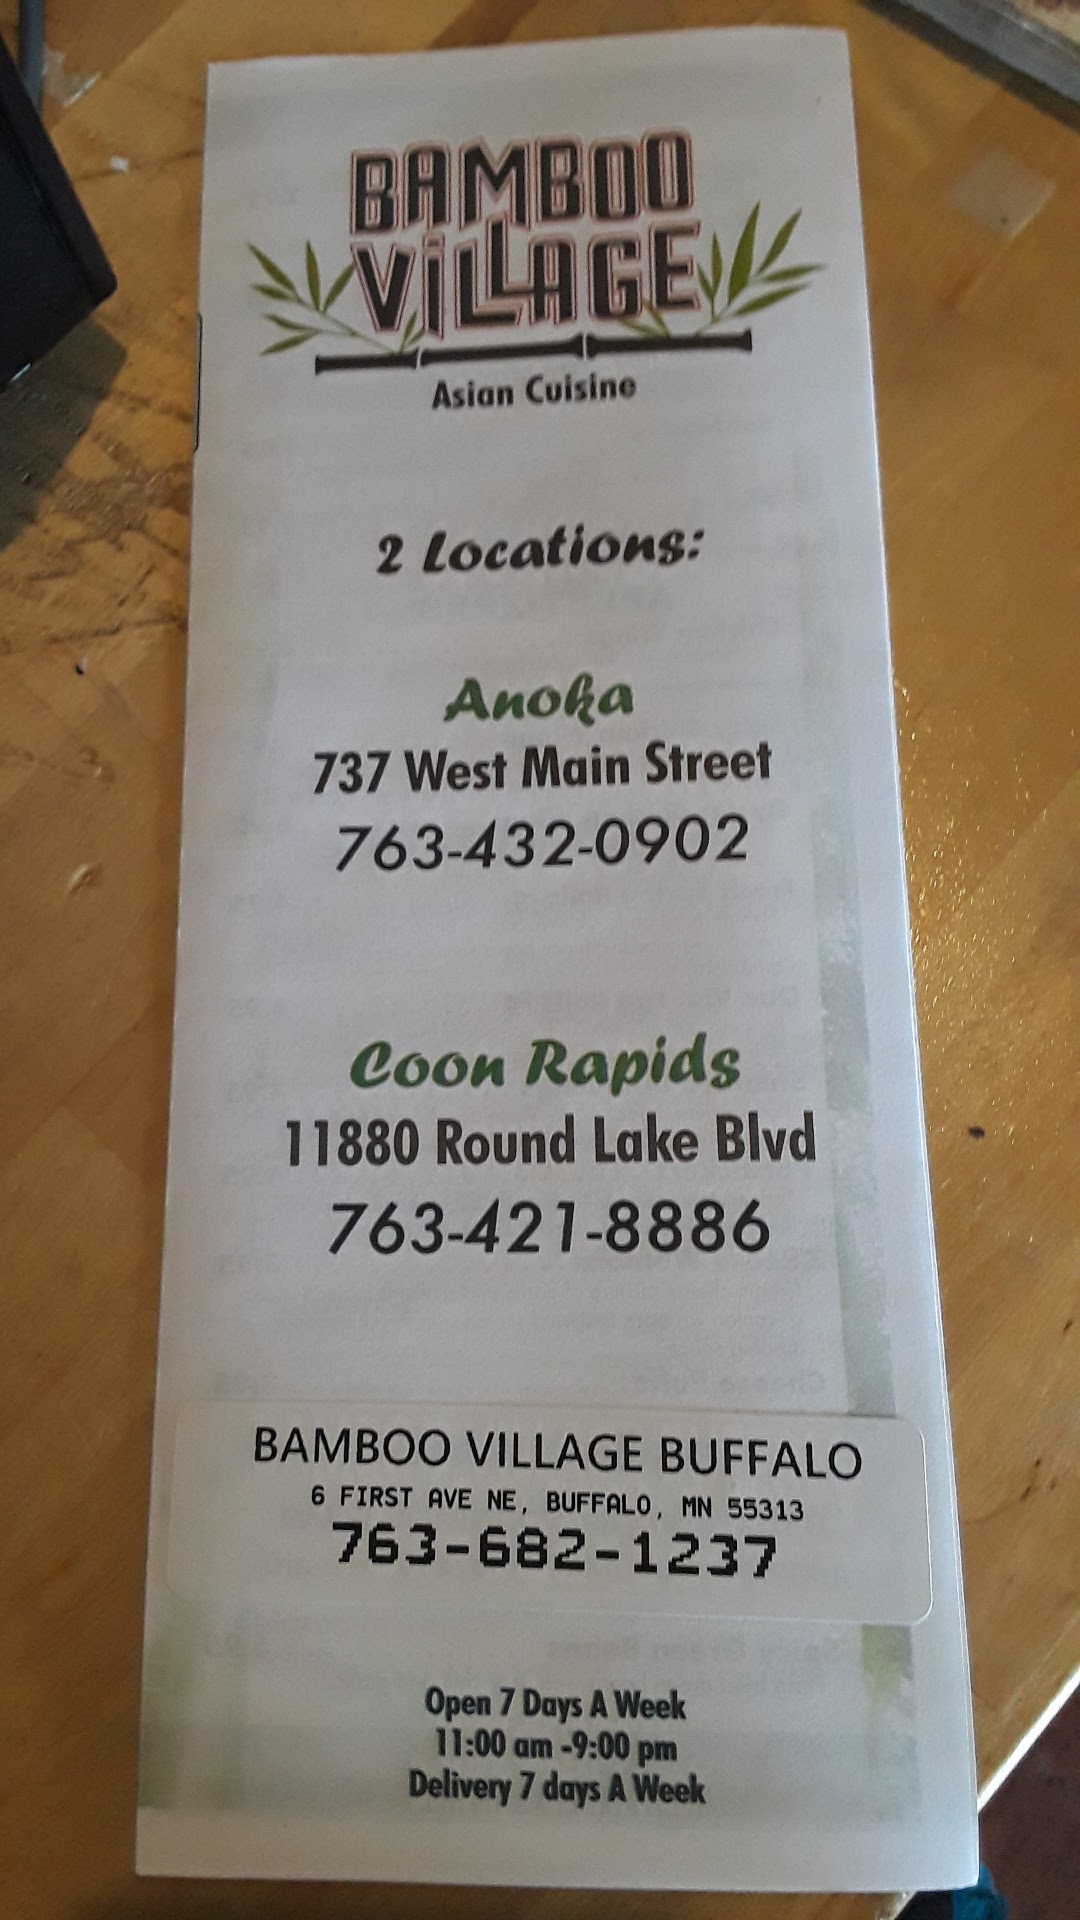 BAMBOO
ViLLAGE
Asian Cuisine
2 Locations:
Anoka
737 West Main Street
763-432-0902
Coon Rapids
11880 Round Lake Blvd
763-421-8886
BAMBOO VILLAGE BUFFALO
6 FIRST AVE NE, BUFFALO, MN 55313
763-682-1237
Open 7 Days A Week
11:00 am -9:00 pm
Delivery 7 days A Week